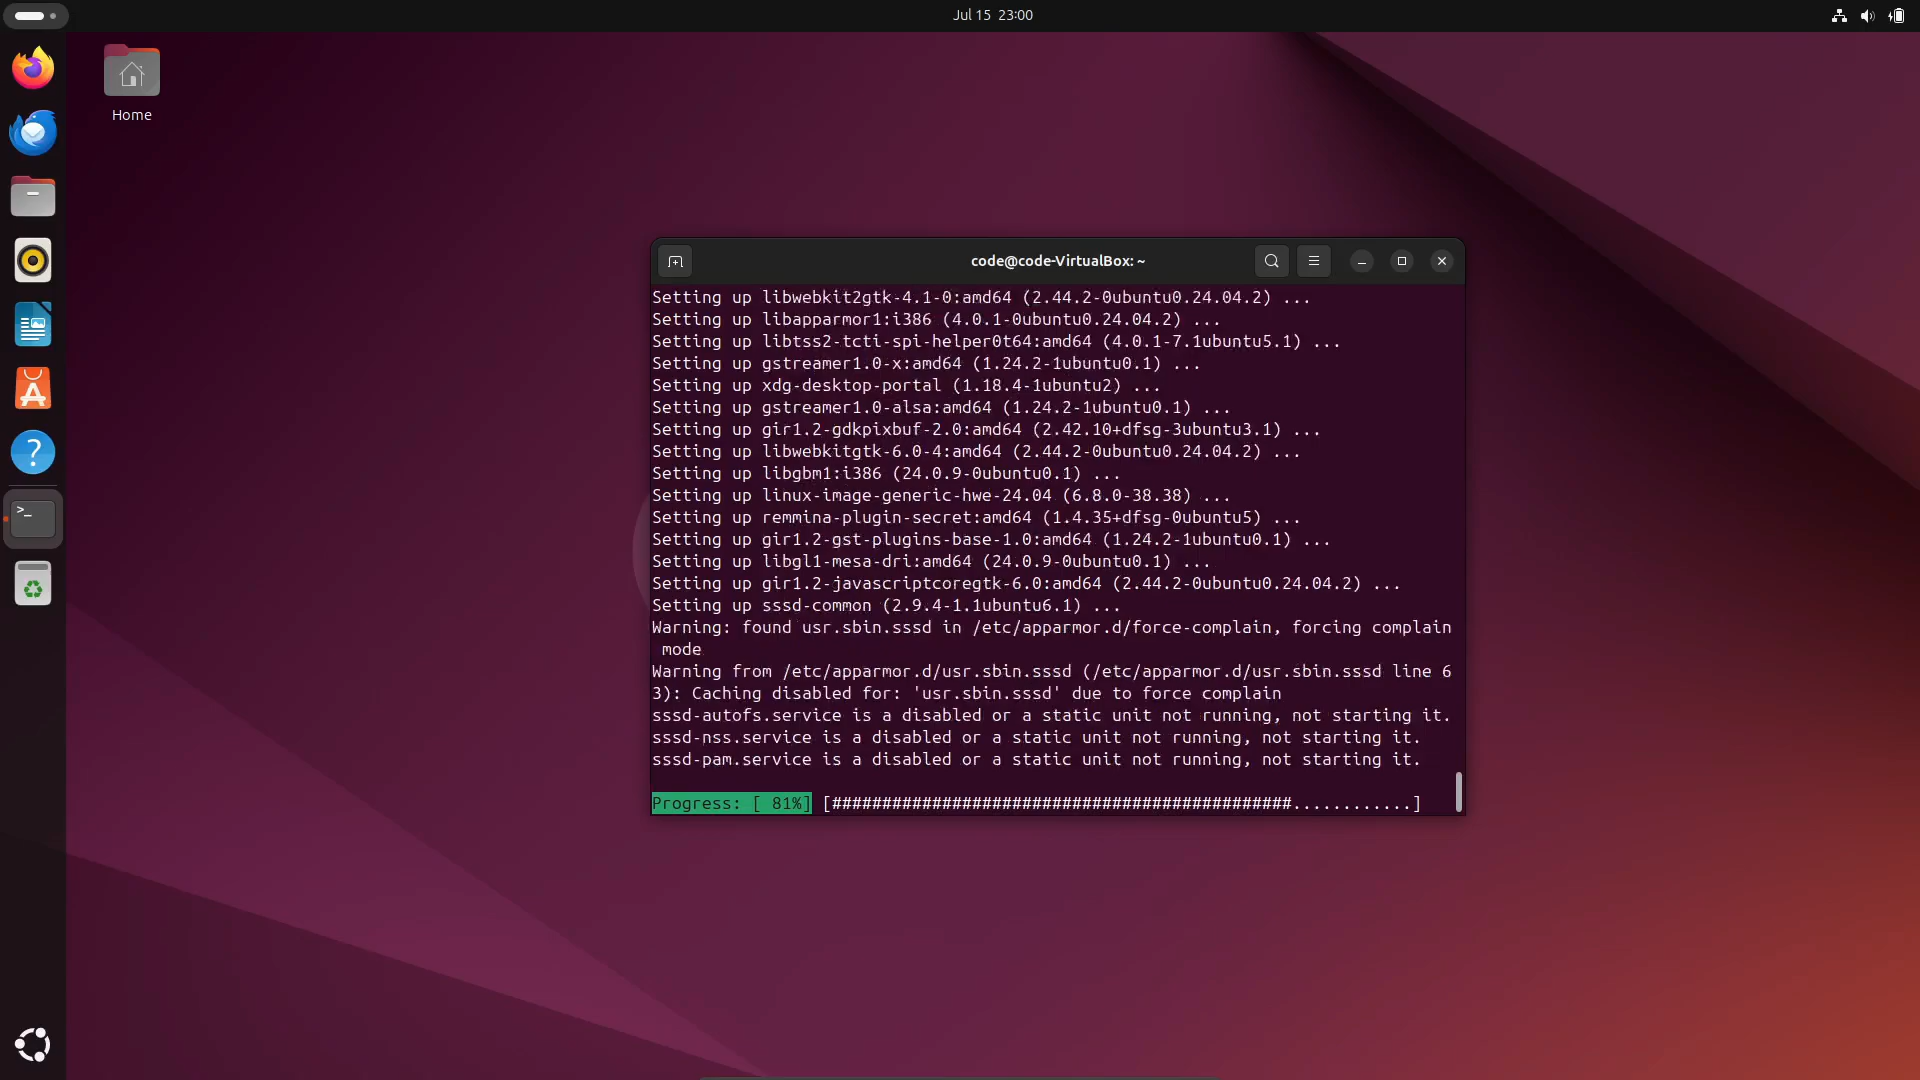 Jul 15 23:00
Home
code@code-VirtualBox: ~
Setting up libwebkit2gtk-4.1-0:amd64 (2.44.2-0ubuntu0.24.04.2) ...
Setting up libapparmor1:i386 (4.0.1-0ubuntu0.24.04.2) ...
Setting up libtss2-tcti-spi-helper0t64:amd64 (4.0.1-7.1ubuntu5.1) ...
Setting up gstreamer1.0-x:amd64 (1.24.2-1ubuntu0.1) ...
Setting up xdg-desktop-portal (1.18.4-1ubuntu2) ...
Setting up gstreamer1.0-alsa:amd64 (1.24.2-1ubuntu0.1) ...
Setting up gir1.2-gdkpixbuf-2.0:amd64 (2.42.10+dfsg-3ubuntu3.1) ...
Setting up libwebkitgtk-6.0-4:amd64 (2.44.2-0ubuntu0.24.04.2) ...
Setting up libgbm1:i386 (24.0.9-0ubuntu0.1) ...
Setting up linux-image-generic-hwe-24.04 (6.8.0-38.38) ...
Setting up remmina-plugin-secret:amd64 (1.4.35+dfsg-0ubuntu5) ...
Setting up gir1.2-gst-plugins-base-1.0:amd64 (1.24.2-1ubuntu0.1) ...
Setting up libgl1-mesa-dri:amd64 (24.0.9-0ubuntu0.1) ...
Setting up gir1.2-javascriptcoregtk-6.0:amd64 (2.44.2-0ubuntu0.24.04.2) ...
Setting up sssd-common (2.9.4-1.1ubuntu6.1) ...
Warning: found usr.sbin.sssd in /etc/apparmor.d/force-complain, forcing complain
 mode
Warning from /etc/apparmor.d/usr.sbin.sssd (/etc/apparmor.d/usr.sbin.sssd line 6
3): Caching disabled for: 'usr.sbin.sssd' due to force complain
sssd-autofs.service is a disabled or a static unit not running, not starting it.
sssd-nss.service is a disabled or a static unit not running, not starting it.
sssd-pam.service is a disabled or a static unit not running, not starting it.
Progress: [ 81%] [##############################################............]